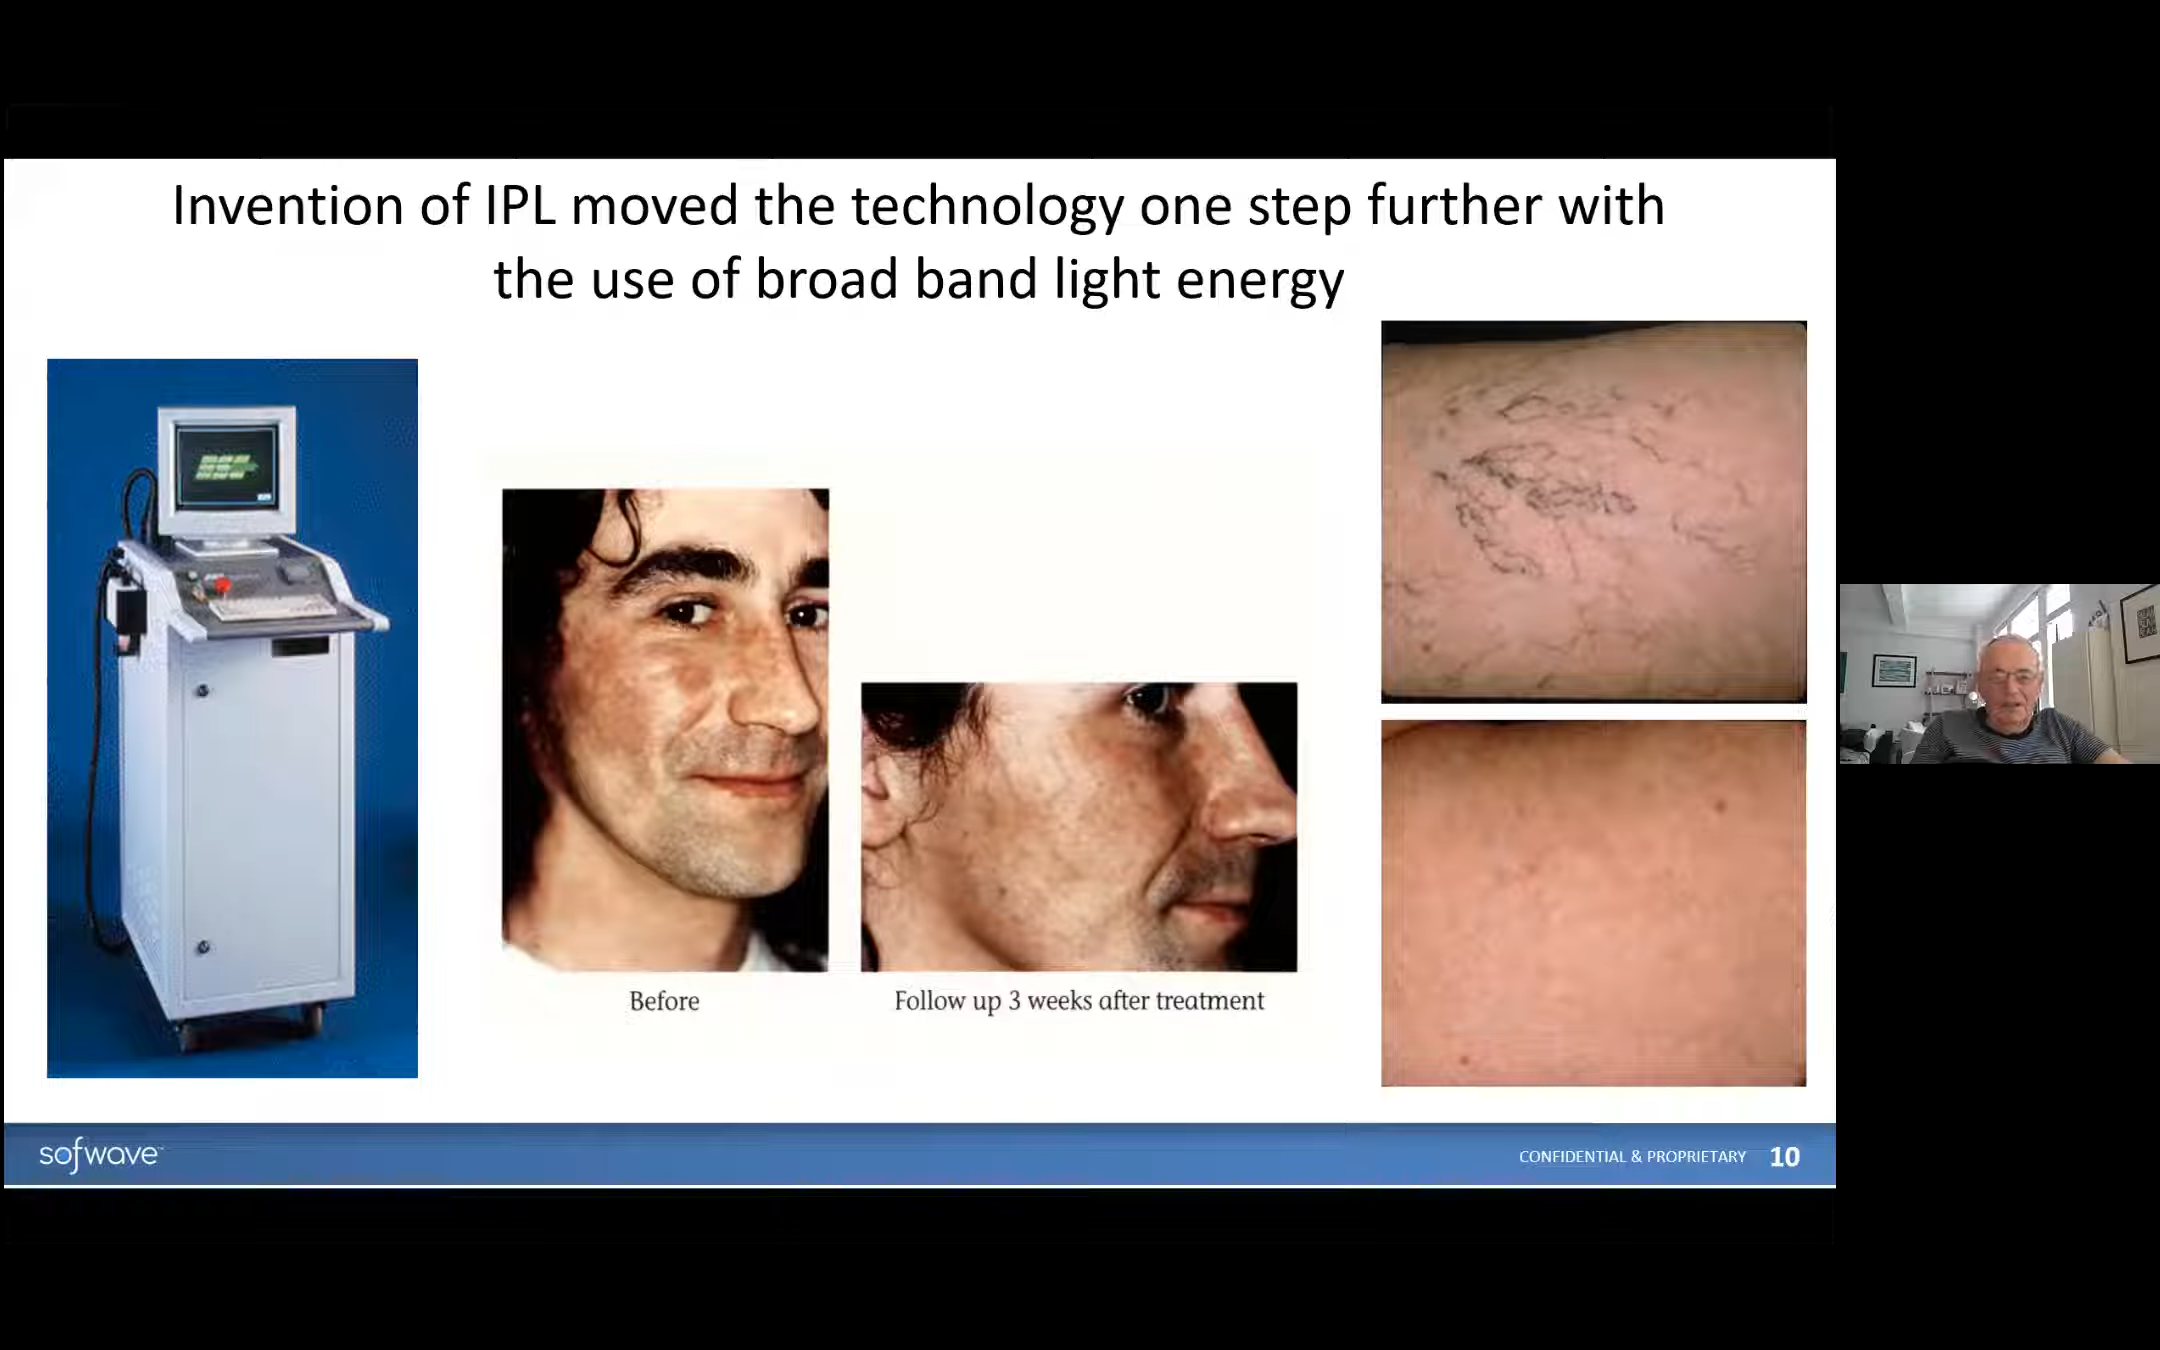 Invention of IPL moved the technology one step further with
the use of broad band light energy
Before
Follow up 3 weeks after treatment
sofwave
CONFIDENTIAL & PROPRIETARY 10